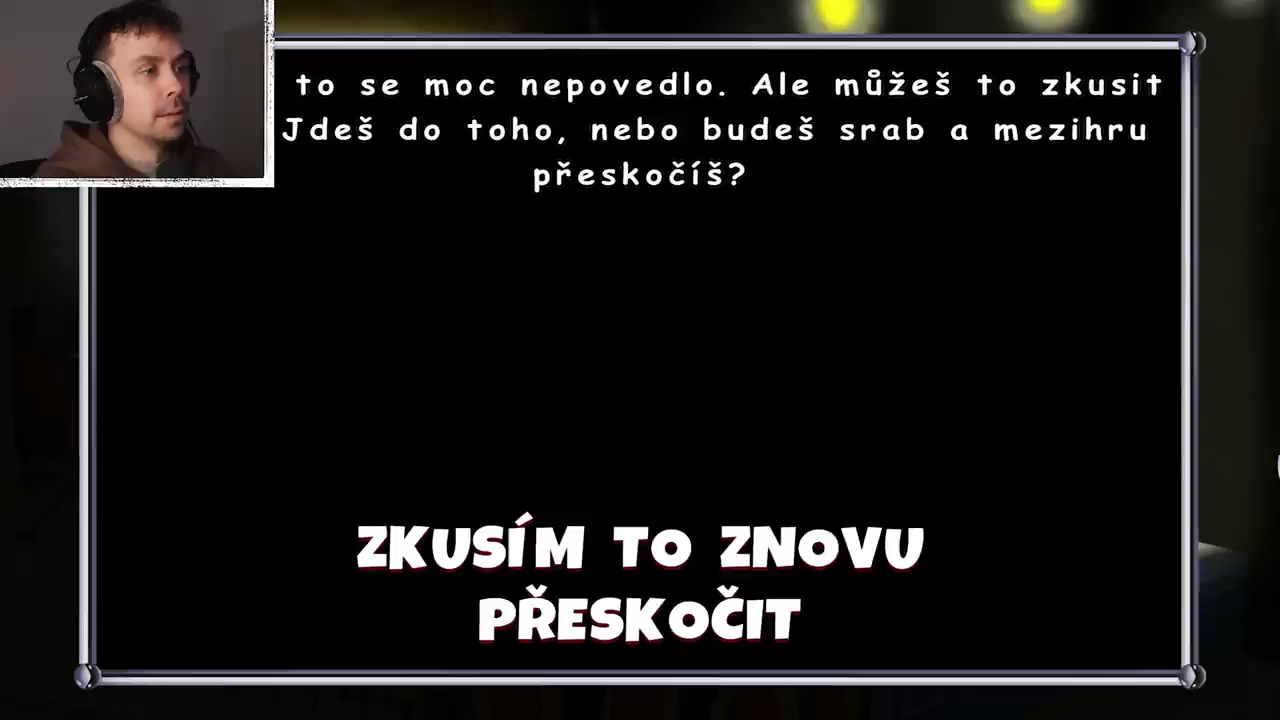 to se moc nepovedlo. Ale můžeš to zkusit
Jdeš do toho, nebo budeš srab a mezihru
přeskočíš?
ZKUSÍM TO ZNOVU
PŘESKOČIT